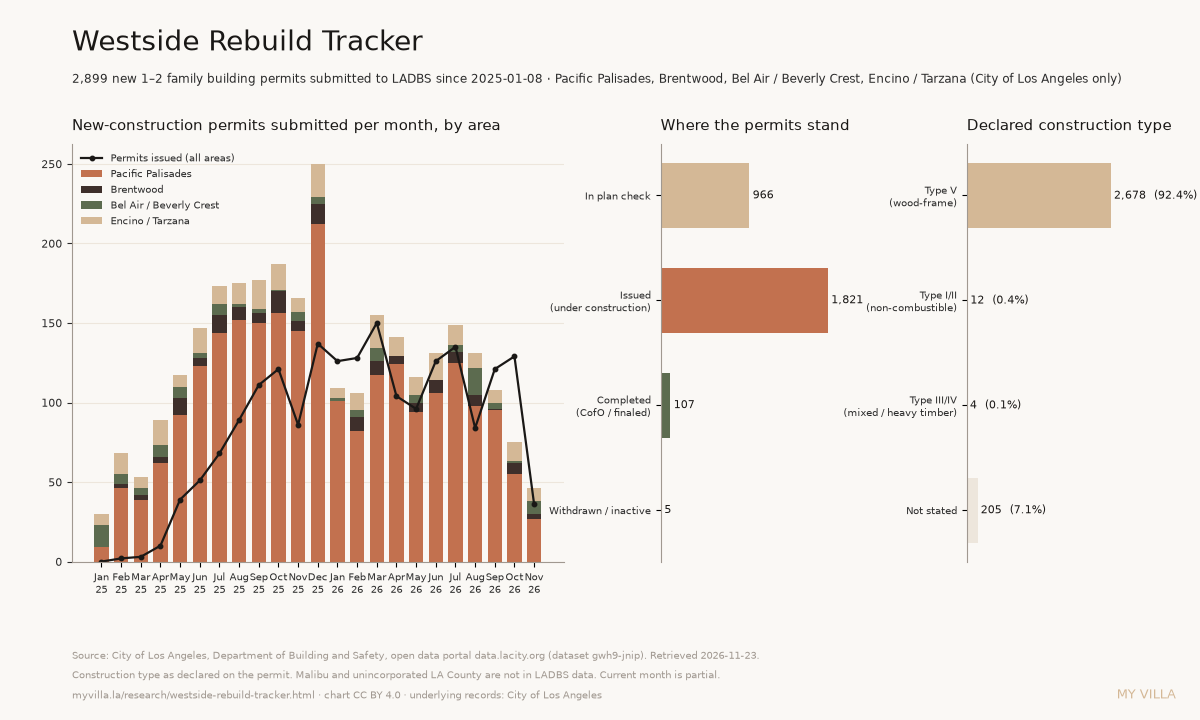 Westside Rebuild Tracker
2,899 new 1–2 family building permits submitted to LADBS since 2025-01-08 · Pacific Palisades, Brentwood, Bel Air / Beverly Crest, Encino / Tarzana (City of Los Angeles only)
New-construction permits submitted per month, by area
250
200
150
100
50
0
Permits issued (all areas)
Pacific Palisades
Brentwood
Bel Air / Beverly Crest
Encino / Tarzana
Jan Feb Mar Apr May Jun Jul Aug Sep Oct Nov Dec Jan Feb Mar Apr May Jun Jul Aug Sep Oct Nov
25 25 25 25 25 25 25 25 25 25 25 25 26 26 26 26 26 26 26 26 26 26 26
Where the permits stand
In plan check 966
Issued
(under construction) 1,821
Completed
(CofO / finaled) 107
Withdrawn / inactive 5
Declared construction type
Type V
(wood-frame) 2,678 (92.4%)
Type I/II
(non-combustible) 12 (0.4%)
Type III/IV
(mixed / heavy timber) 4 (0.1%)
Not stated 205 (7.1%)
Source: City of Los Angeles, Department of Building and Safety, open data portal data.lacity.org (dataset gwh9-jnip). Retrieved 2026-11-23.
Construction type as declared on the permit. Malibu and unincorporated LA County are not in LADBS data. Current month is partial.
myvilla.la/research/westside-rebuild-tracker.html · chart CC BY 4.0 · underlying records: City of Los Angeles
MY VILLA